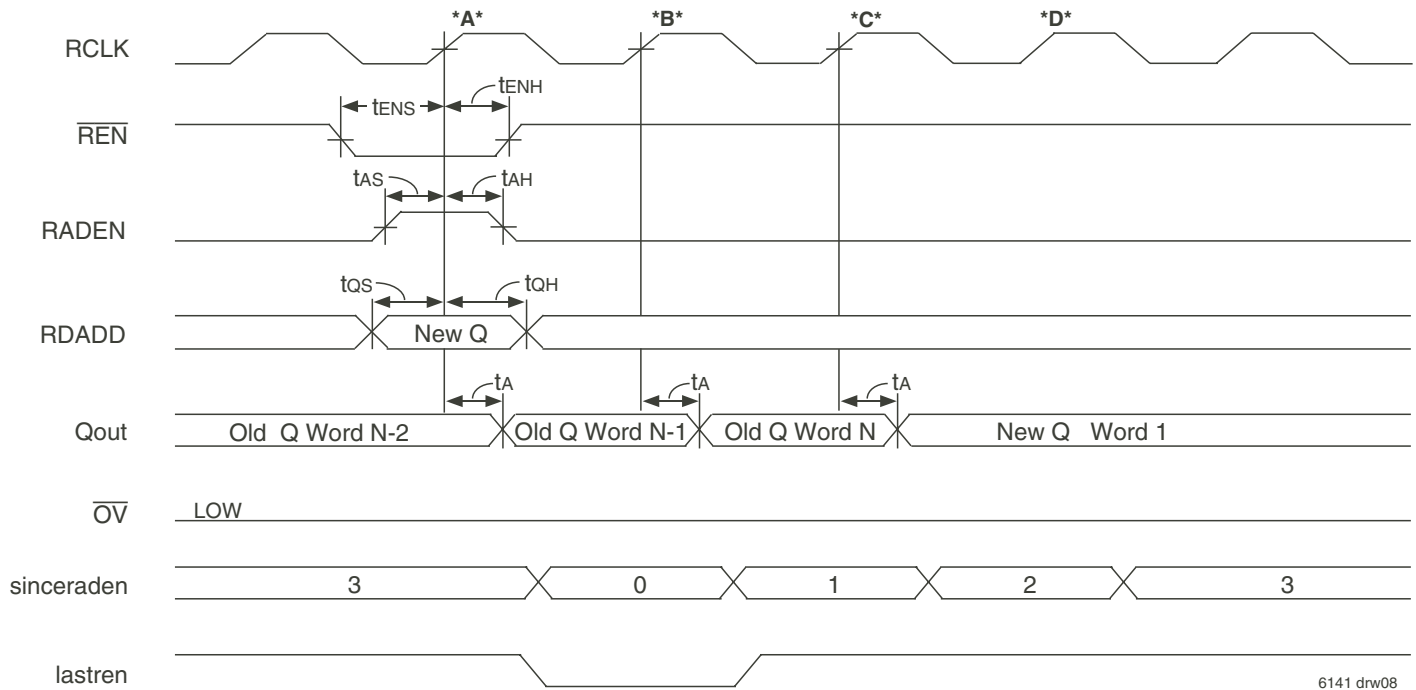 *A* *B* *C* *D*
RCLK
tENS tENH
REN
tAS tAH
RADEN
tQS tQH
RDADD New Q
tA tA tA
Qout Old Q Word N-2 Old Q Word N-1 Old Q Word N New Q Word 1
OV LOW
sinceraden 3 0 1 2 3
lastren
6141 drw08